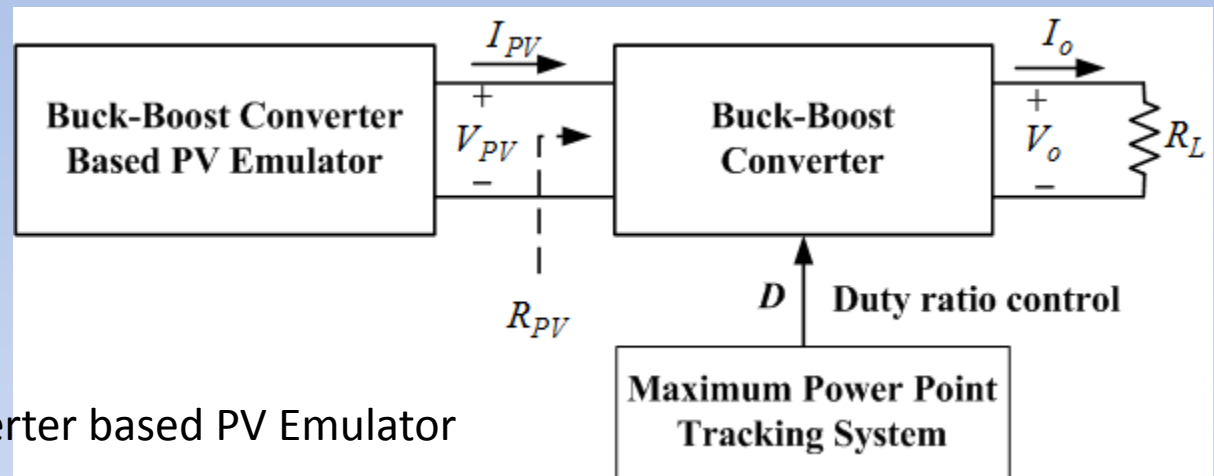 I_PV
I_o
Buck-Boost Converter
Based PV Emulator
+
V_PV
−
Buck-Boost
Converter
+
V_o
−
R_L
R_PV
D
Duty ratio control
Maximum Power Point
Tracking System
erter based PV Emulator